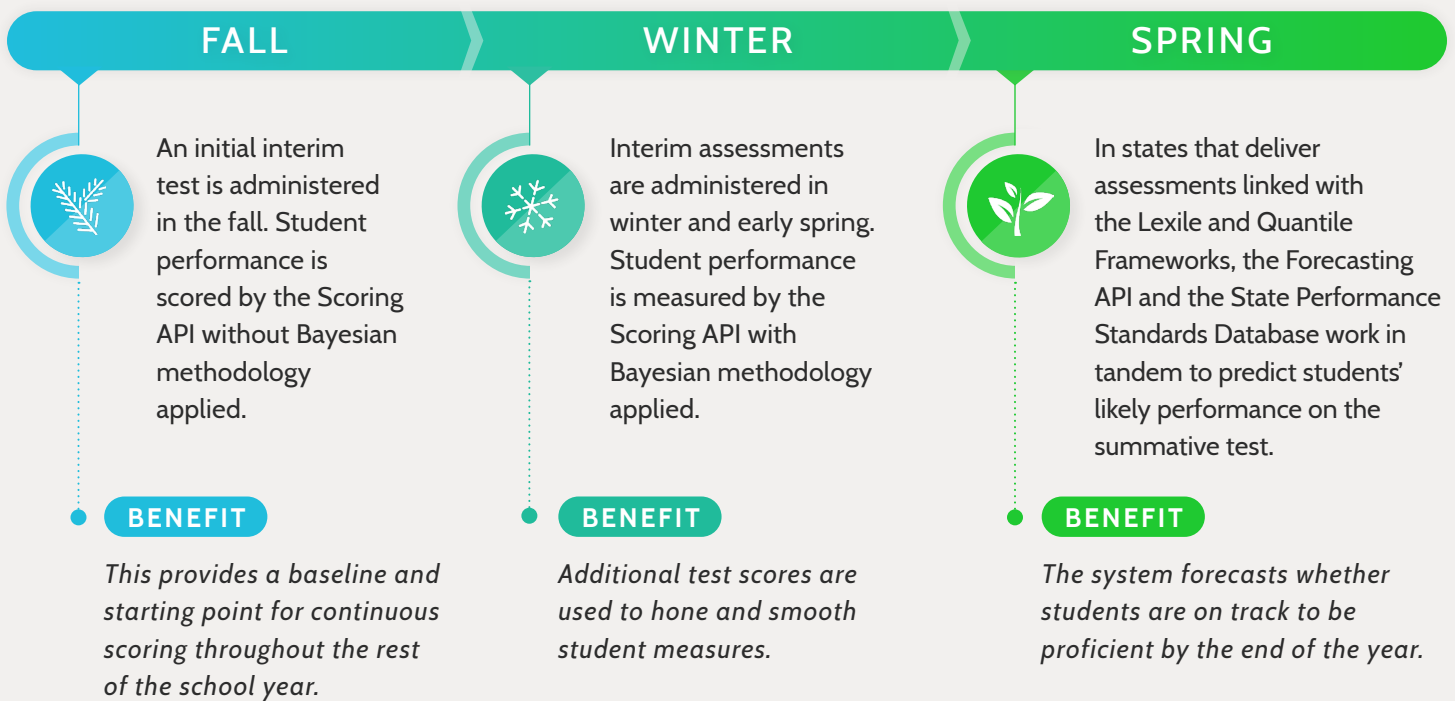 FALL
WINTER
SPRING
An initial interim
test is administered
in the fall. Student
performance is
scored by the Scoring
API without Bayesian
methodology
applied.
Interim assessments
are administered in
winter and early spring.
Student performance
is measured by the
Scoring API with
Bayesian methodology
applied.
In states that deliver
assessments linked with
the Lexile and Quantile
Frameworks, the Forecasting
API and the State Performance
Standards Database work in
tandem to predict students’
likely performance on the
summative test.
BENEFIT
This provides a baseline and
starting point for continuous
scoring throughout the rest
of the school year.
BENEFIT
Additional test scores are
used to hone and smooth
student measures.
BENEFIT
The system forecasts whether
students are on track to be
proficient by the end of the year.